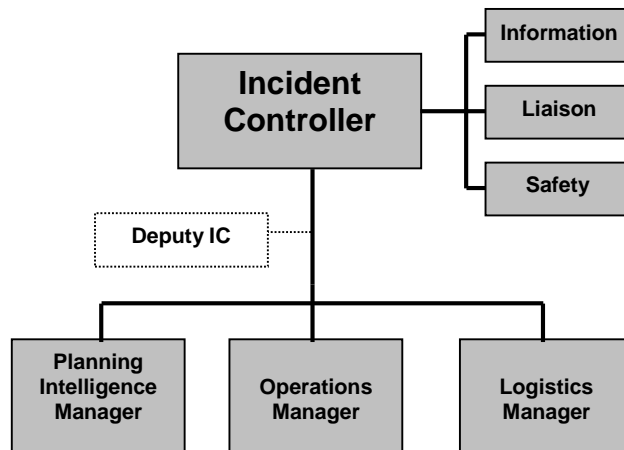 Information
Incident
Controller
Liaison
Safety
Deputy IC
Planning
Intelligence
Manager
Operations
Manager
Logistics
Manager